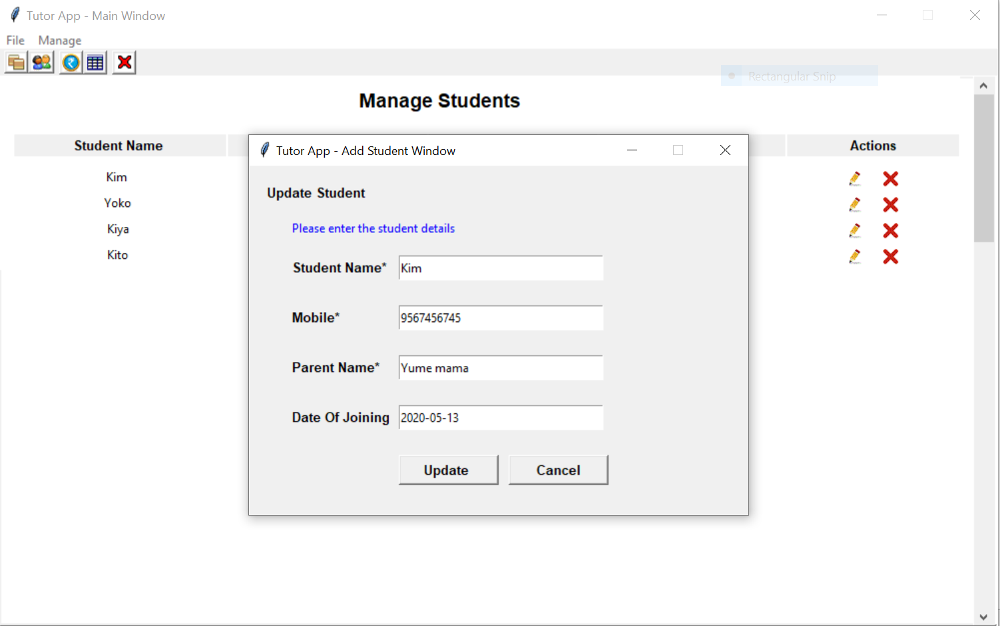 Tutor App - Main Window
File Manage
Rectangular Snip
Manage Students
Student Name Actions
Kim
Yoko
Kiya
Kito
Tutor App - Add Student Window
Update Student
Please enter the student details
Student Name* Kim
Mobile* 9567456745
Parent Name* Yume mama
Date Of Joining 2020-05-13
Update Cancel